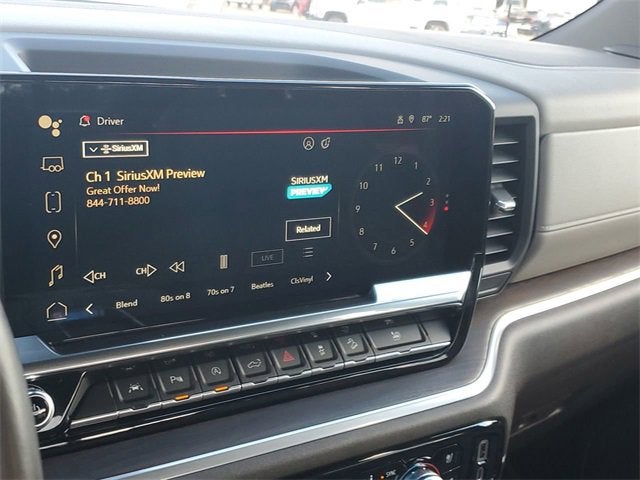 Driver 87° 2:21
SiriusXM
Ch 1 SiriusXM Preview
Great Offer Now!
844-711-8800
SIRIUSXM
PREVIEW
Related
12
1
2
3
4
5
6
7
8
9
10
11
CH CH LIVE
Blend 80s on 8 70s on 7 Beatles ClsVinyl
SYNC